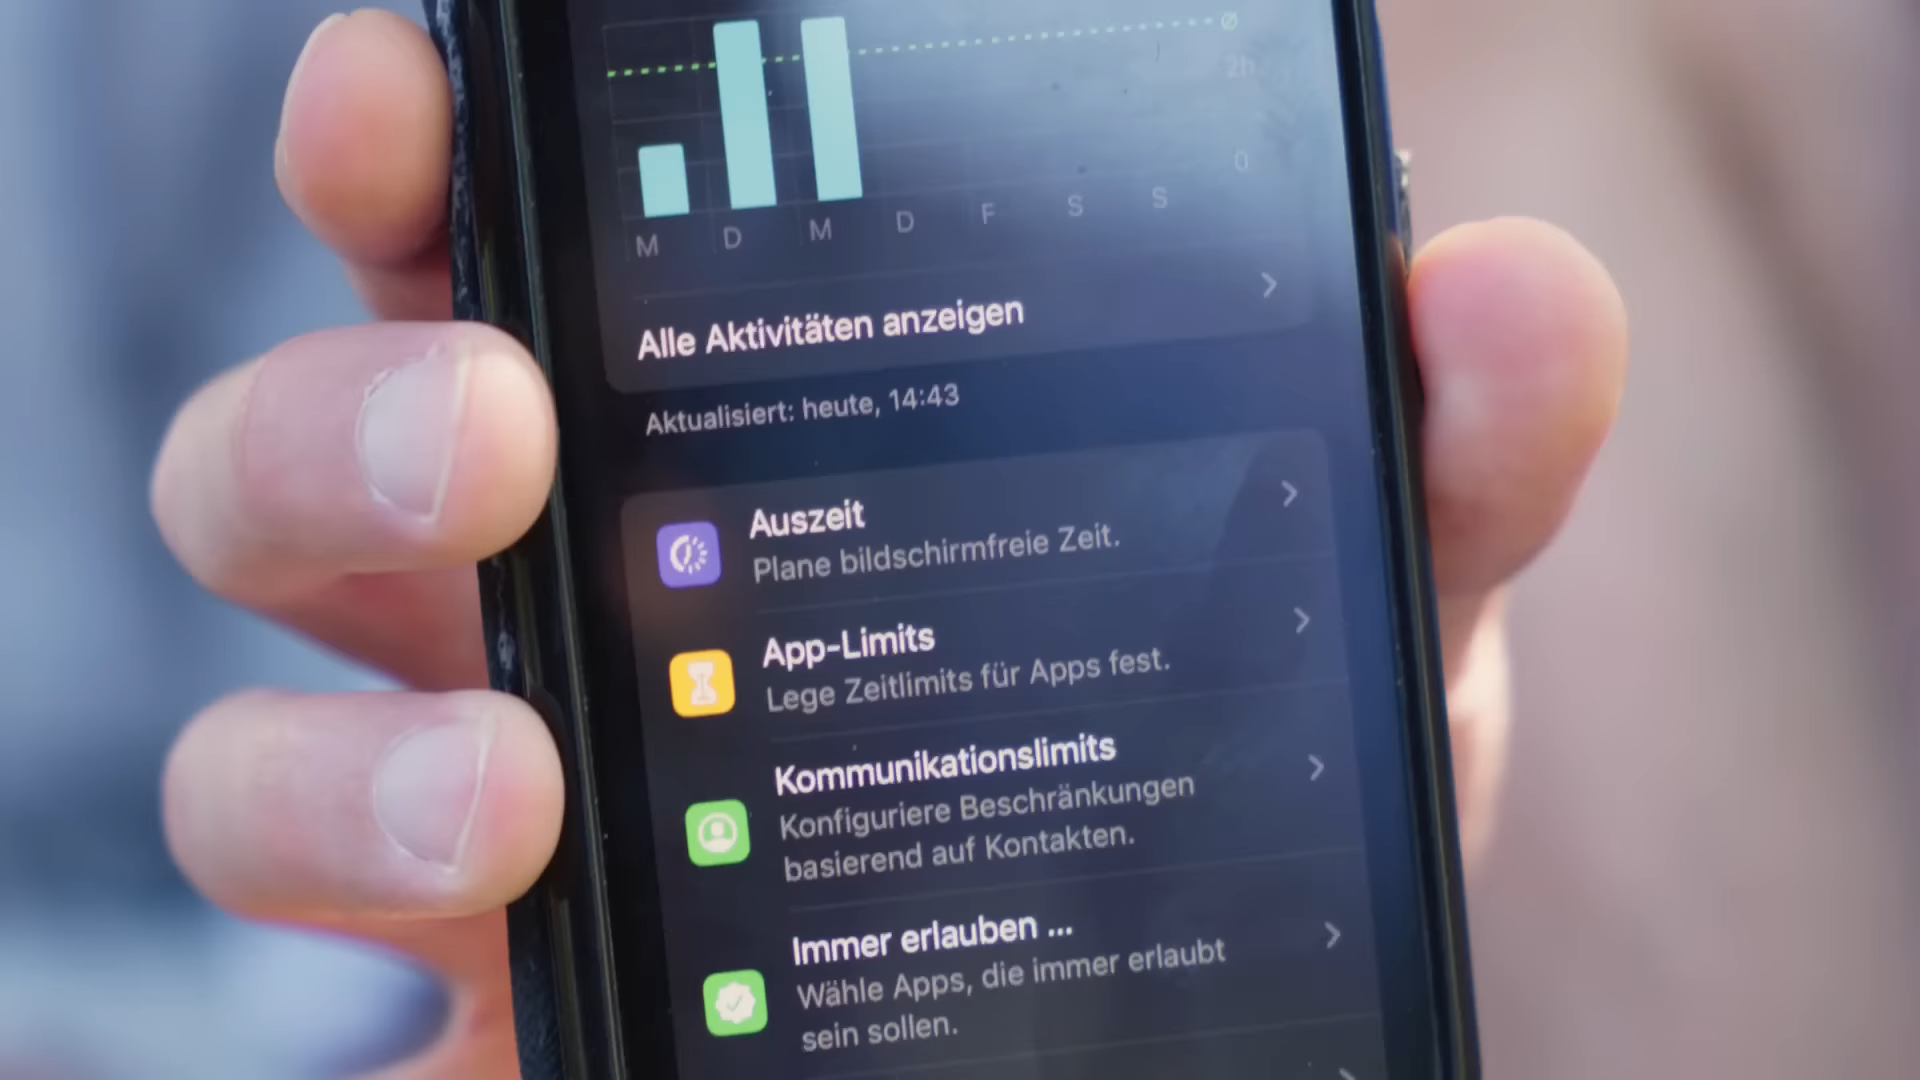 Ø
2h
0
M D M D F S S
Alle Aktivitäten anzeigen
Aktualisiert: heute, 14:43
Auszeit
Plane bildschirmfreie Zeit.
App-Limits
Lege Zeitlimits für Apps fest.
Kommunikationslimits
Konfiguriere Beschränkungen
basierend auf Kontakten.
Immer erlauben ...
Wähle Apps, die immer erlaubt
sein sollen.